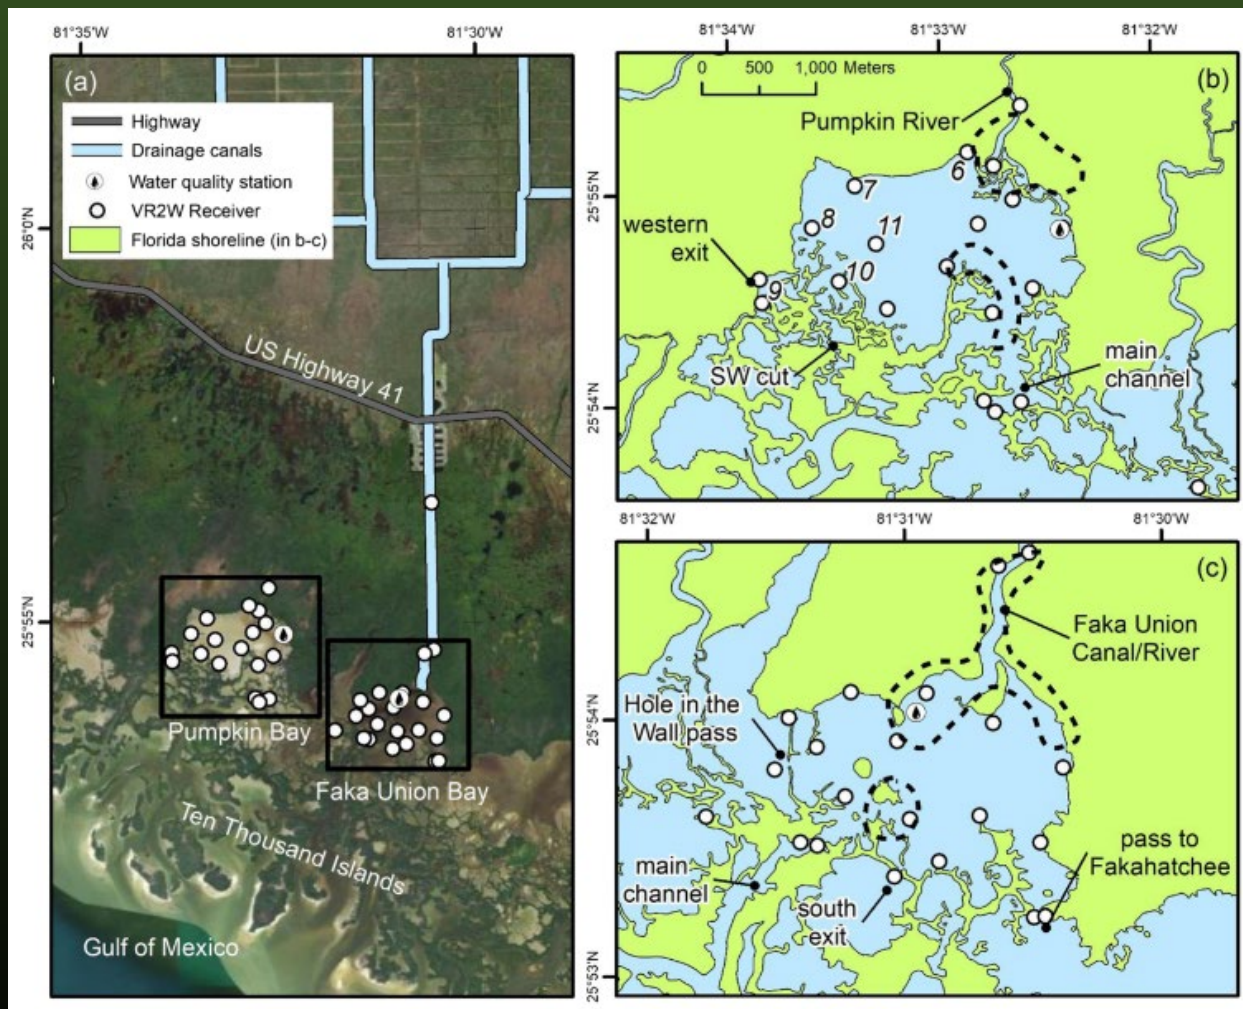 81°35'W
81°30'W
(a)
Highway
Drainage canals
Water quality station
VR2W Receiver
Florida shoreline (in b-c)
26°0'N
US Highway 41
25°55'N
Pumpkin Bay
Faka Union Bay
Ten Thousand Islands
Gulf of Mexico
81°34'W
81°33'W
81°32'W
0 500 1,000 Meters
(b)
Pumpkin River
6
7
25°55'N
8
11
western
exit
10
9
SW cut
main
channel
25°54'N
81°32'W
81°31'W
81°30'W
(c)
Faka Union
Canal/River
Hole in the
Wall pass
25°54'N
pass to
Fakahatchee
main
channel
south
exit
25°53'N